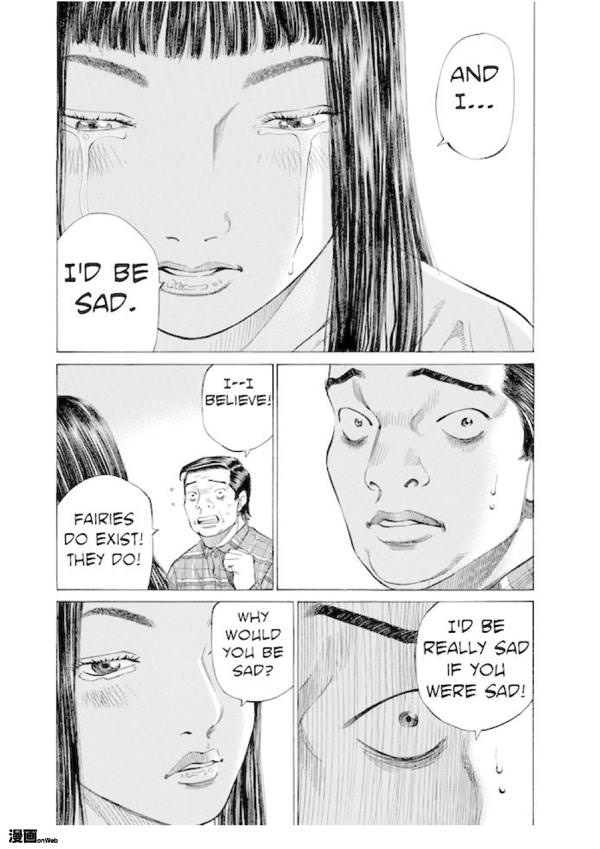 AND
I...
I'D BE
SAD.
I--I
BELIEVE!
FAIRIES
DO EXIST!
THEY DO!
I'D BE
REALLY SAD
IF YOU
WERE SAD!
WHY
WOULD
YOU BE
SAD?
漫画onWeb